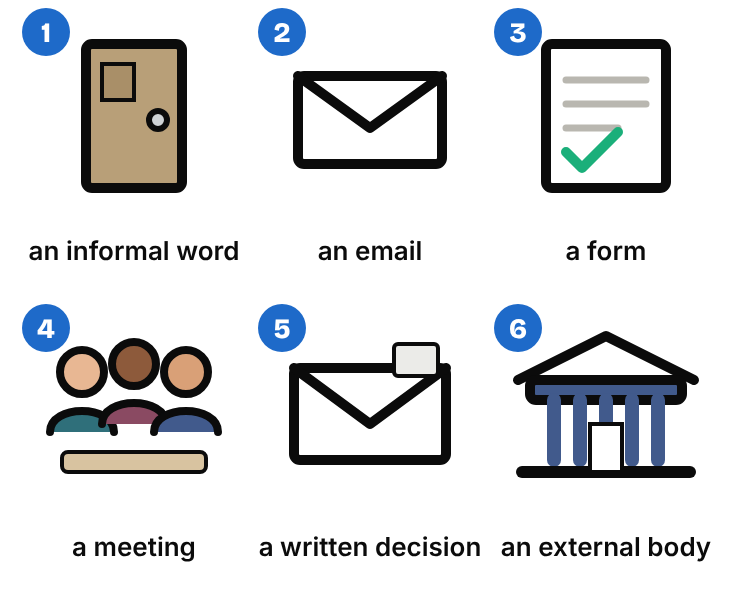 1
an informal word
2
an email
3
a form
4
a meeting
5
a written decision
6
an external body